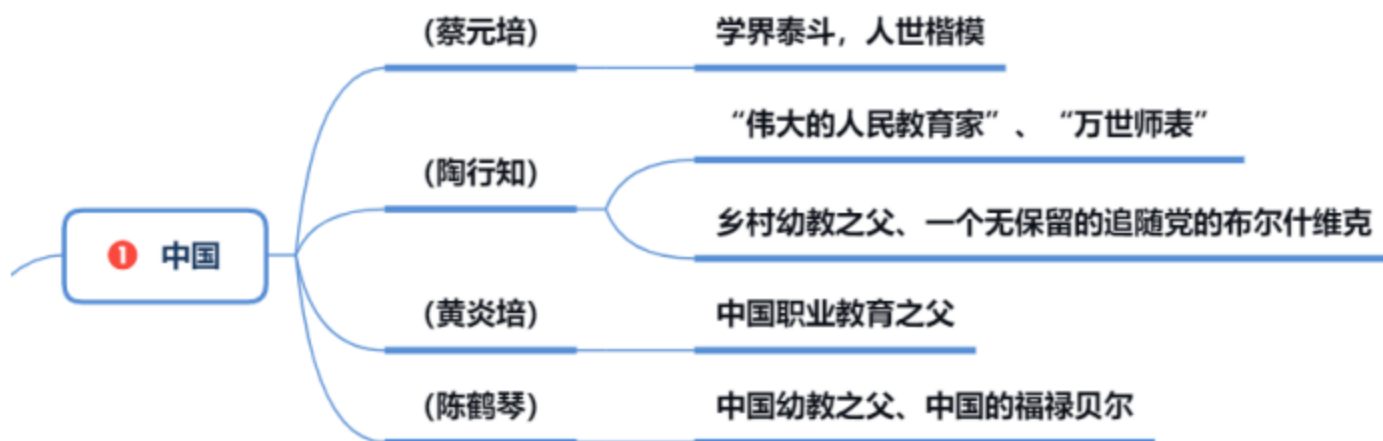 (蔡元培)
学界泰斗，人世楷模
“伟大的人民教育家”、“万世师表”
(陶行知)
乡村幼教之父、一个无保留的追随党的布尔什维克
1 中国
(黄炎培)
中国职业教育之父
(陈鹤琴)
中国幼教之父、中国的福禄贝尔